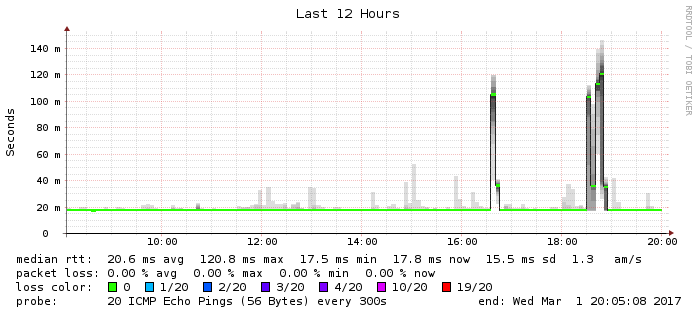 Last 12 Hours
RRDTOOL / TOBI OETIKER
Seconds
140 m
120 m
100 m
80 m
60 m
40 m
20 m
0
10:00 12:00 14:00 16:00 18:00 20:00
median rtt: 20.6 ms avg 120.8 ms max 17.5 ms min 17.8 ms now 15.5 ms sd 1.3 am/s
packet loss: 0.00 % avg 0.00 % max 0.00 % min 0.00 % now
loss color: 0 1/20 2/20 3/20 4/20 10/20 19/20
probe: 20 ICMP Echo Pings (56 Bytes) every 300s end: Wed Mar 1 20:05:08 2017